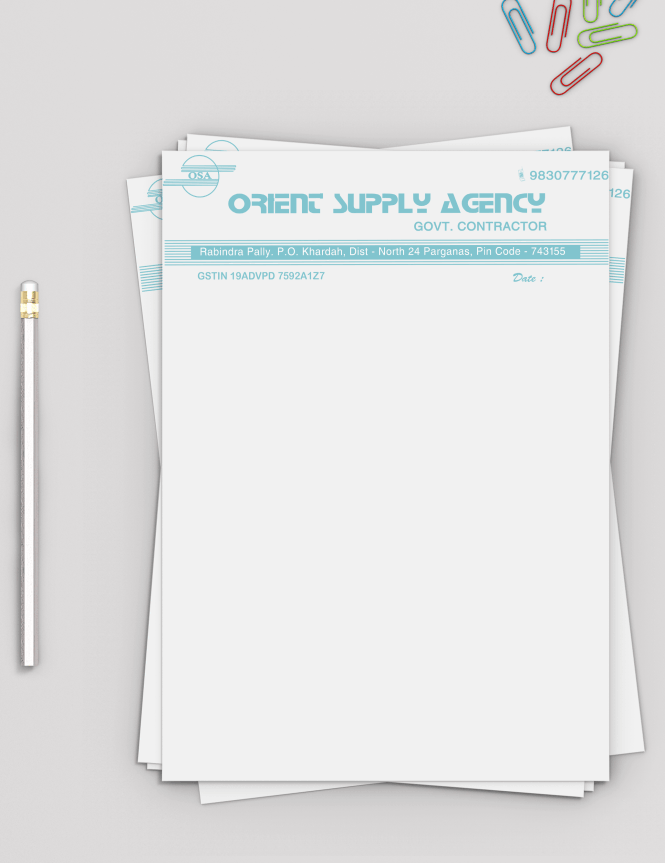 OSA
9830777126
ORIENT SUPPLY AGENCY
GOVT. CONTRACTOR
Rabindra Pally. P.O. Khardah, Dist - North 24 Parganas, Pin Code - 743155
GSTIN 19ADVPD 7592A1Z7
Date :